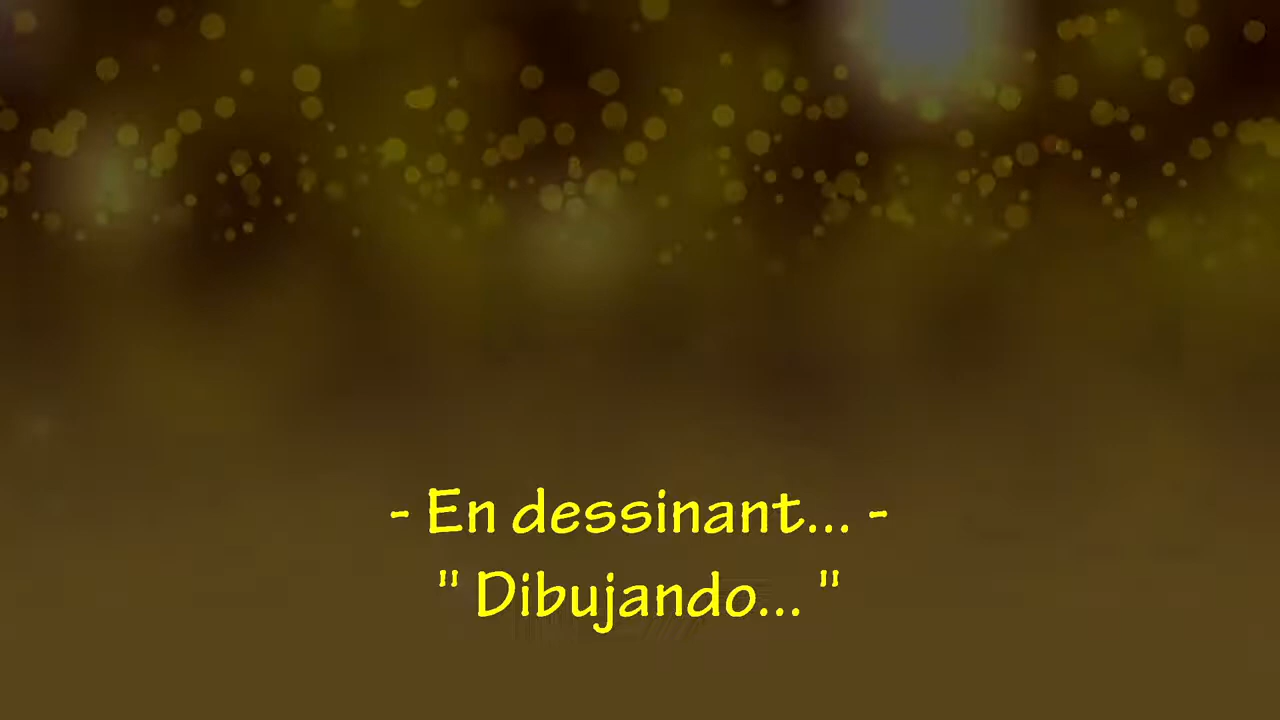 - En dessinant... -
" Dibujando... "